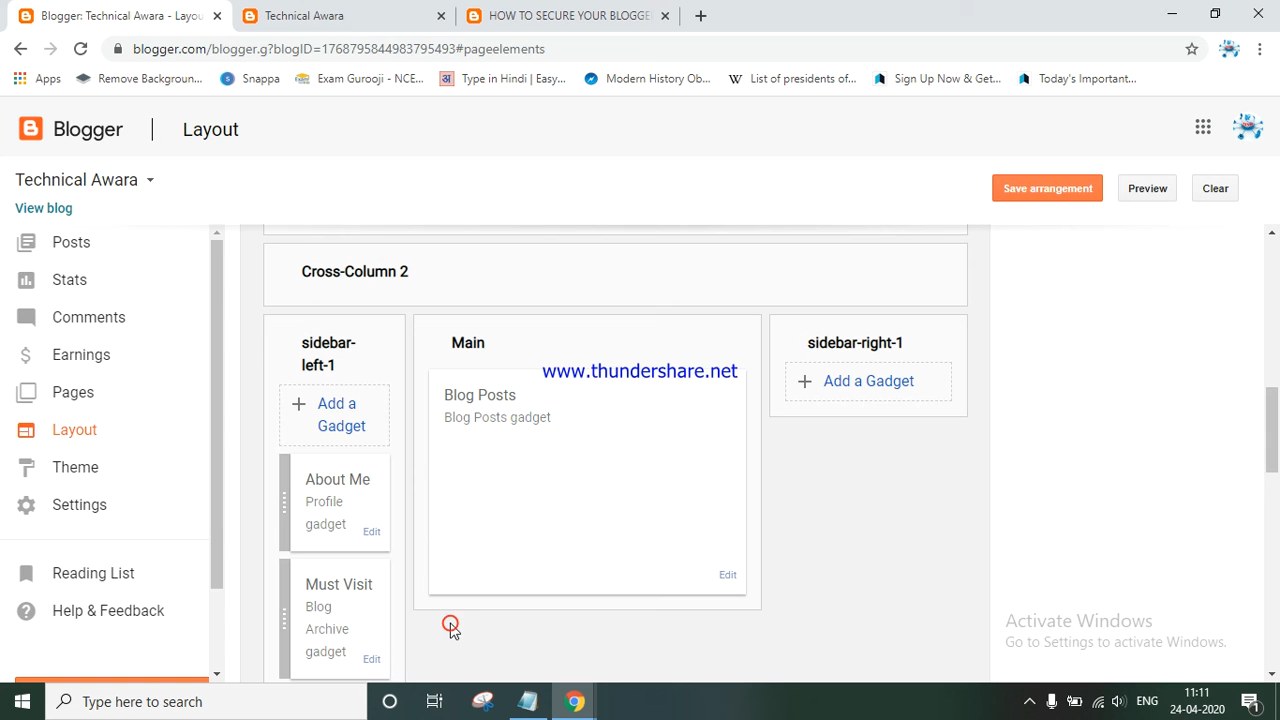 Blogger: Technical Awara - Layou
Technical Awara
HOW TO SECURE YOUR BLOGGE
blogger.com/blogger.g?blogID=1768795844983795493#pageelements
Apps
Remove Backgroun...
Snappa
Exam Gurooji - NCE...
Type in Hindi | Easy...
Modern History Ob...
List of presidents of...
Sign Up Now & Get...
Today's Important...
Blogger
Layout
Technical Awara
View blog
Save arrangement
Preview
Clear
Posts
Stats
Comments
Earnings
Pages
Layout
Theme
Settings
Reading List
Help & Feedback
Cross-Column 2
sidebar-
left-1
Add a
Gadget
About Me
Profile
gadget
Edit
Must Visit
Blog
Archive
gadget
Edit
Main
www.thundershare.net
Blog Posts
Blog Posts gadget
Edit
sidebar-right-1
Add a Gadget
Activate Windows
Go to Settings to activate Windows.
Type here to search
ENG
11:11
24-04-2020